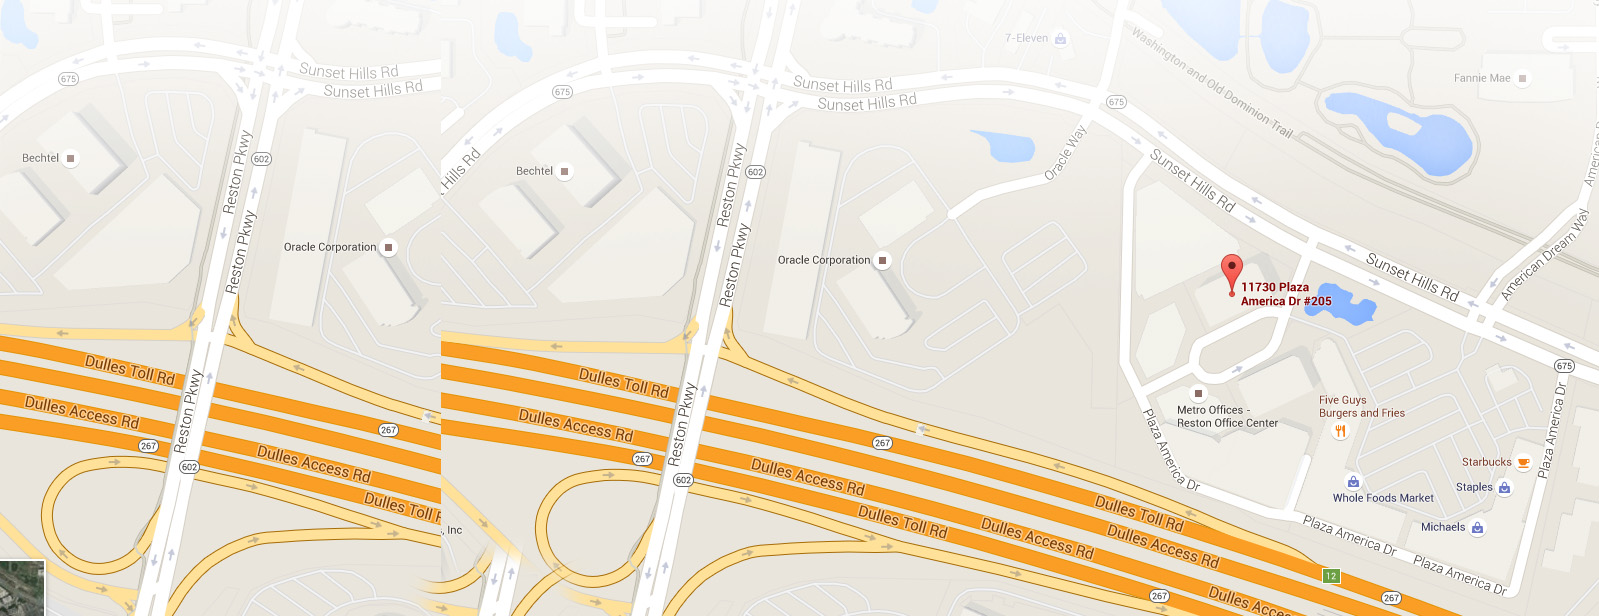 7-Eleven
Washington and Old Dominion Trail
Fannie Mae
675
Sunset Hills Rd
Sunset Hills Rd
675
Sunset Hills Rd
Sunset Hills Rd
675
Hills Rd
Bechtel
602
Reston Pkwy
Reston Pkwy
Oracle Corporation
Bechtel
602
Reston Pkwy
Reston Pkwy
Oracle Corporation
Oracle Way
Sunset Hills Rd
Sunset Hills Rd
American Dream Way
American
11730 Plaza
America Dr #205
675
Dulles Toll Rd
Dulles Access Rd
Reston Pkwy
267
267
Dulles Access Rd
602
Dulles Toll R
Dulles Toll Rd
Dulles Access Rd
Reston Pkwy
267
267
Dulles Access Rd
602
Dulles Toll Rd
Dulles Access Rd
Dulles Toll Rd
Dulles Access Rd
Dulles Access
Metro Offices -
Reston Office Center
Five Guys
Burgers and Fries
Plaza America Dr
Plaza America Dr
Starbucks
Staples
Whole Foods Market
Michaels
Plaza America Dr
Plaza America Dr
, Inc
12
267
267